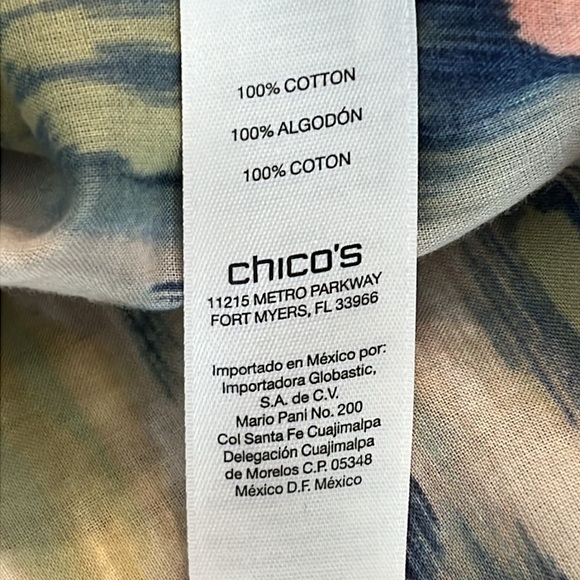 100% COTTON
100% ALGODÓN
100% COTON
chico's
11215 METRO PARKWAY
FORT MYERS, FL 33966
Importado en México por:
Importadora Globastic,
S.A. de C.V.
Mario Pani No. 200
Col Santa Fe Cuajimalpa
Delegación Cuajimalpa
de Morelos C.P. 05348
México D.F. México